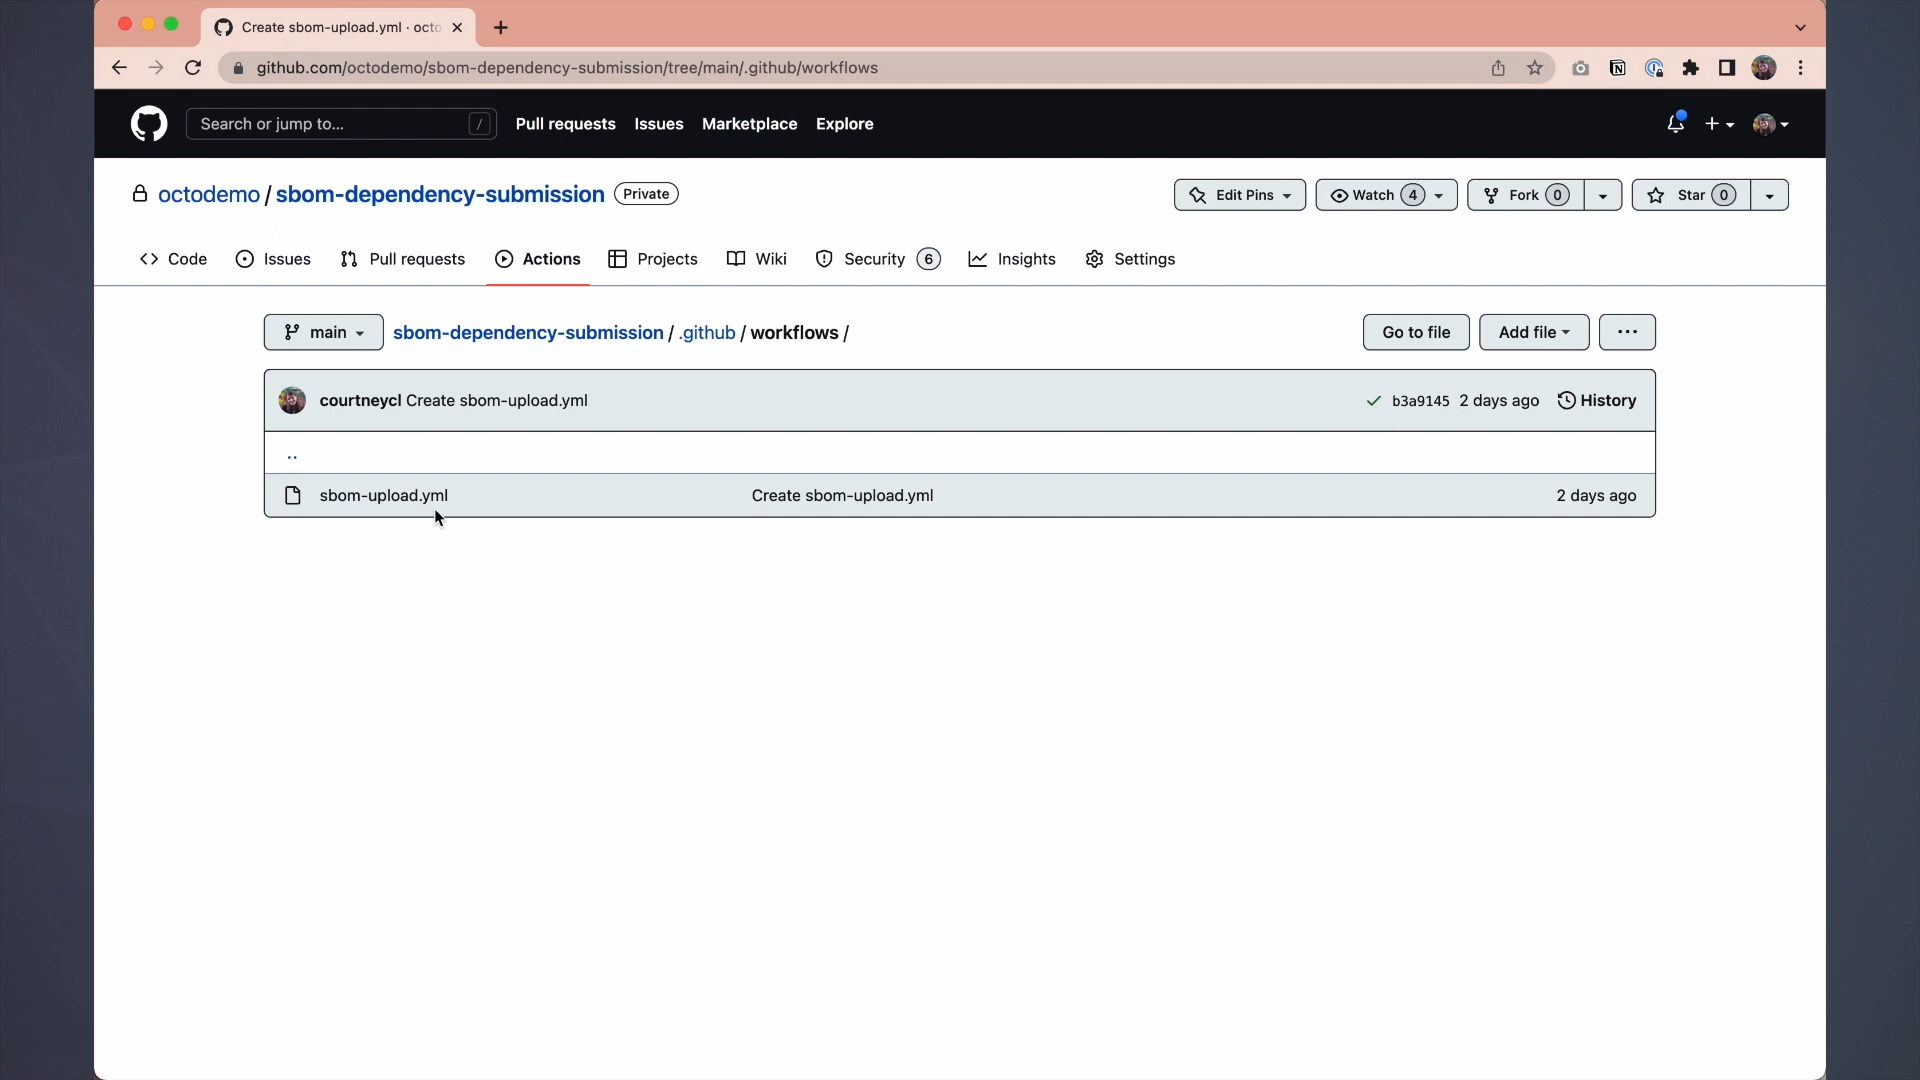 Create sbom-upload.yml · octo
github.com/octodemo/sbom-dependency-submission/tree/main/.github/workflows
Search or jump to... / Pull requests Issues Marketplace Explore
octodemo / sbom-dependency-submission Private Edit Pins Watch 4 Fork 0 Star 0
Code Issues Pull requests Actions Projects Wiki Security 6 Insights Settings
main sbom-dependency-submission / .github / workflows / Go to file Add file ...
courtneycl Create sbom-upload.yml b3a9145 2 days ago History
..
sbom-upload.yml Create sbom-upload.yml 2 days ago